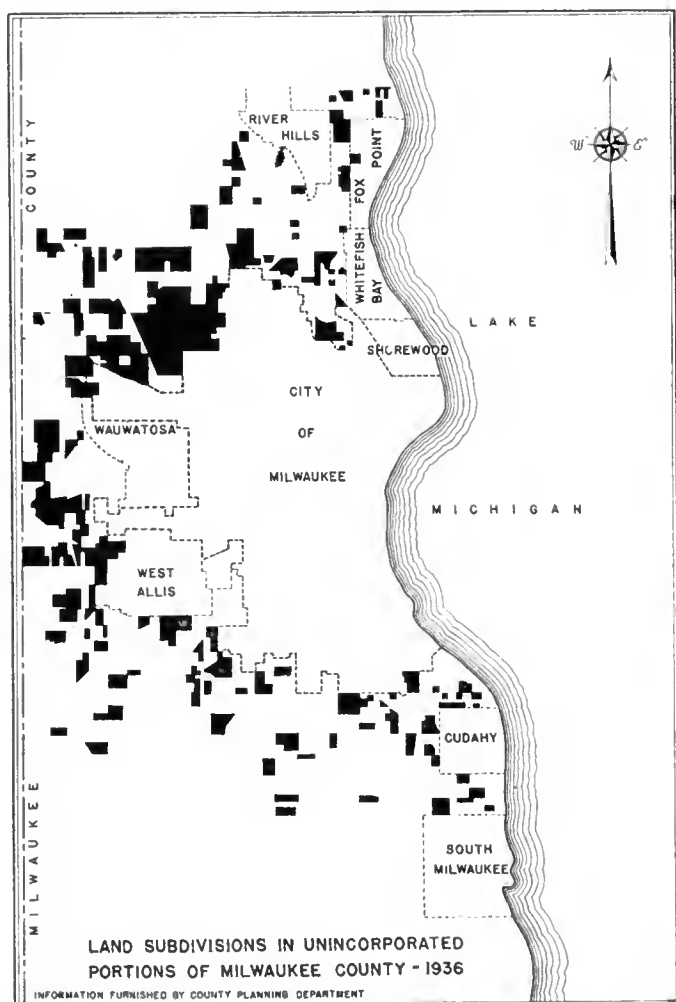 RIVER
HILLS
FOX POINT
WHITEFISH BAY
SHOREWOOD
W E
LAKE
MICHIGAN
CITY
OF
MILWAUKEE
WAUWATOSA
WEST
ALLIS
CUDAHY
SOUTH
MILWAUKEE
MILWAUKEE COUNTY
LAND SUBDIVISIONS IN UNINCORPORATED
PORTIONS OF MILWAUKEE COUNTY - 1936
INFORMATION FURNISHED BY COUNTY PLANNING DEPARTMENT